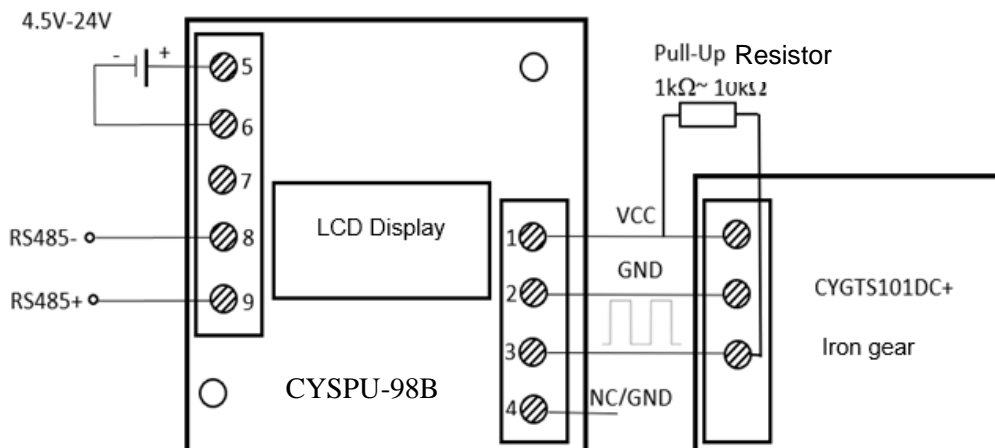 4.5V-24V
- +
5
6
7
8
9
RS485-
RS485+
LCD Display
CYSPU-98B
1
2
3
4
VCC
GND
NC/GND
Pull-Up Resistor
1kΩ~ 10kΩ
CYGTS101DC+
Iron gear